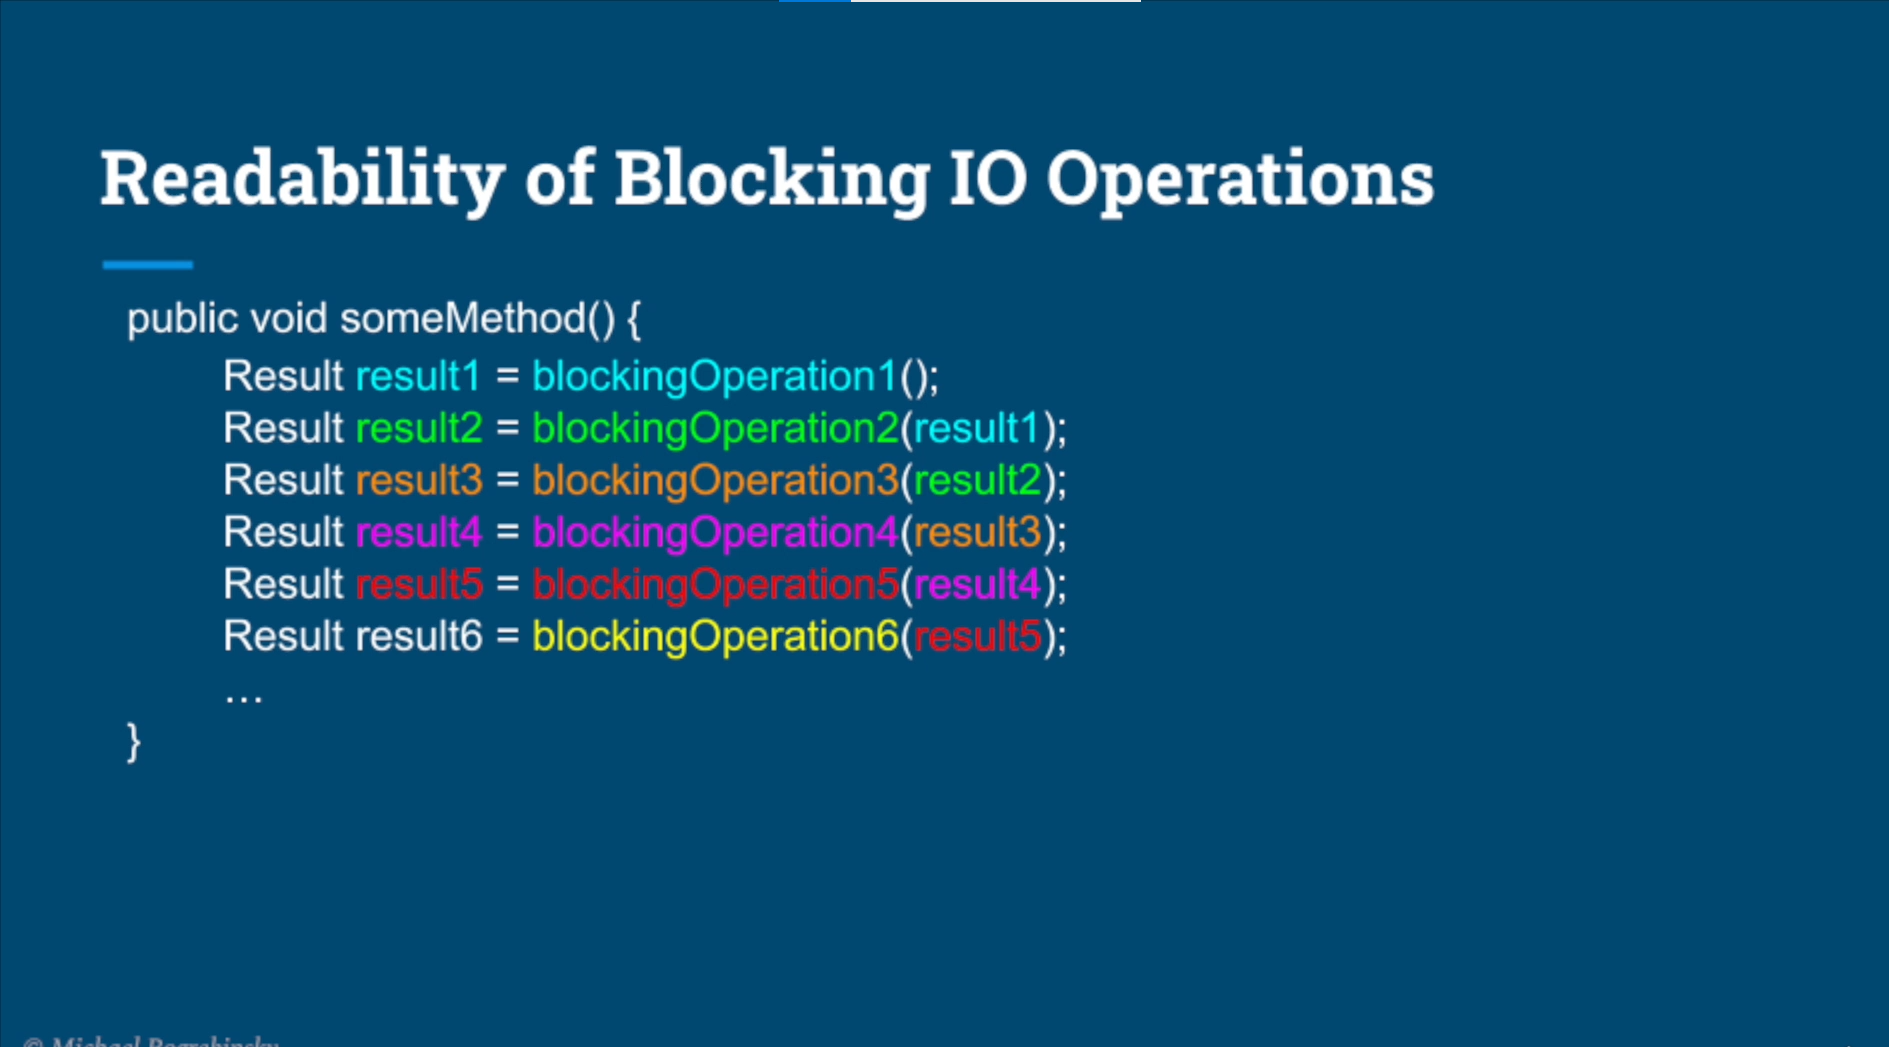 Readability of Blocking IO Operations
public void someMethod() {
Result result1 = blockingOperation1();
Result result2 = blockingOperation2(result1);
Result result3 = blockingOperation3(result2);
Result result4 = blockingOperation4(result3);
Result result5 = blockingOperation5(result4);
Result result6 = blockingOperation6(result5);
...
}
© Michael